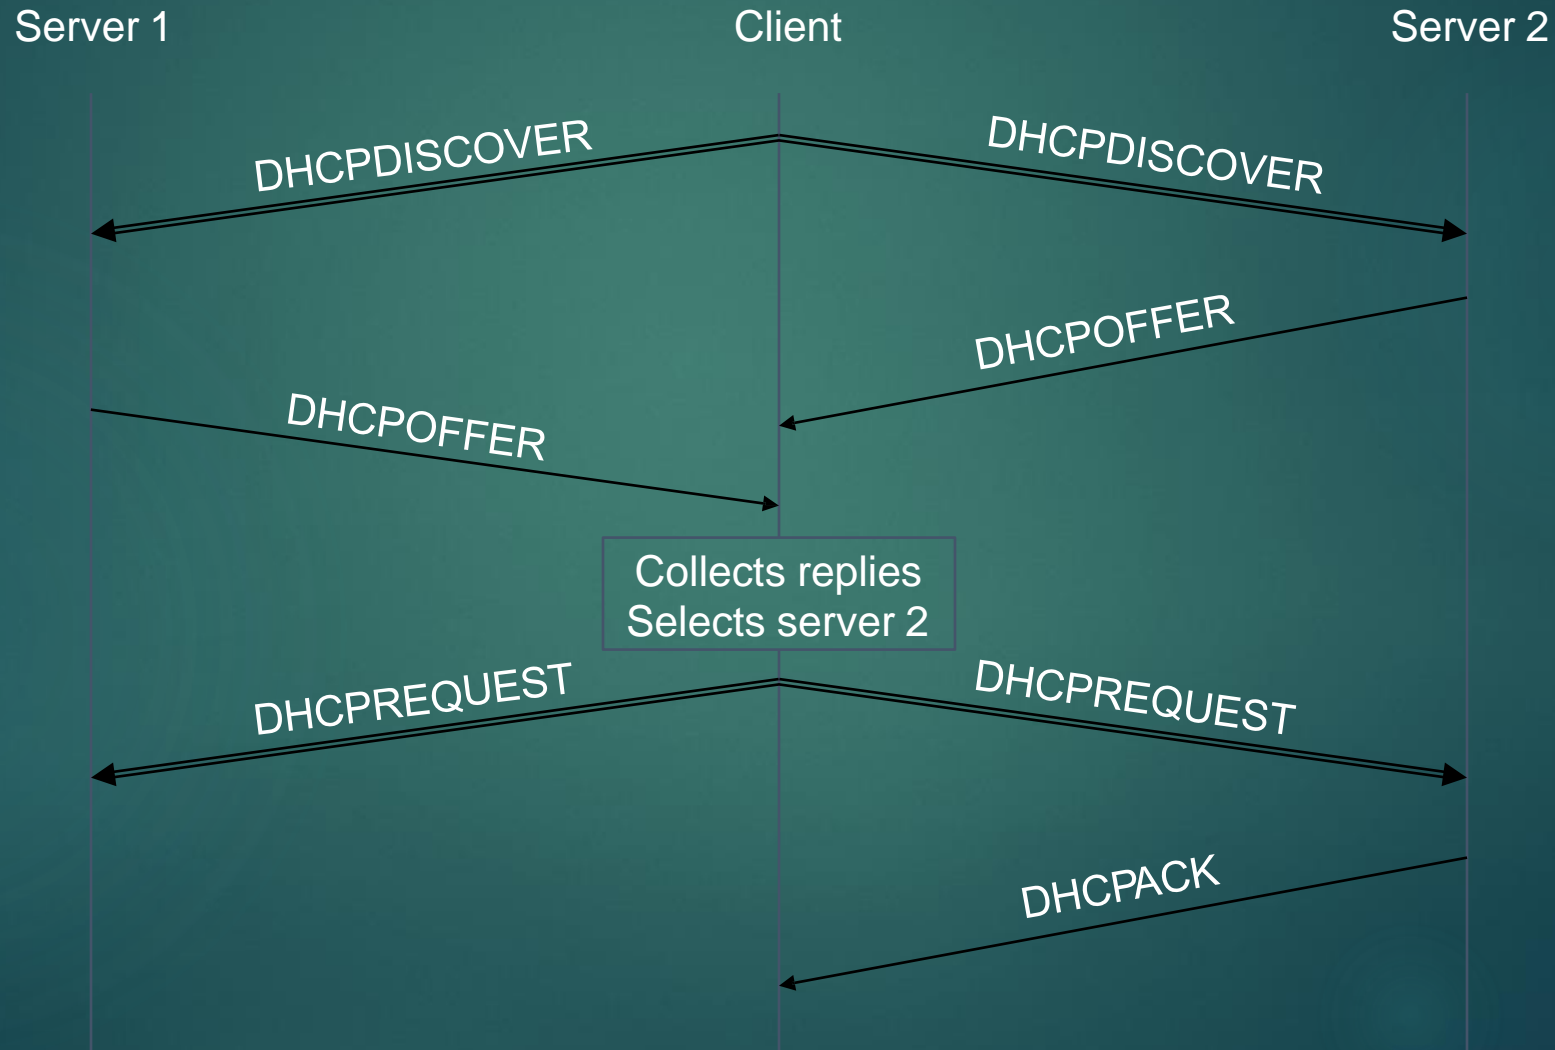 Server 1
Client
Server 2
DHCPDISCOVER
DHCPDISCOVER
DHCPOFFER
DHCPOFFER
Collects replies
Selects server 2
DHCPREQUEST
DHCPREQUEST
DHCPACK